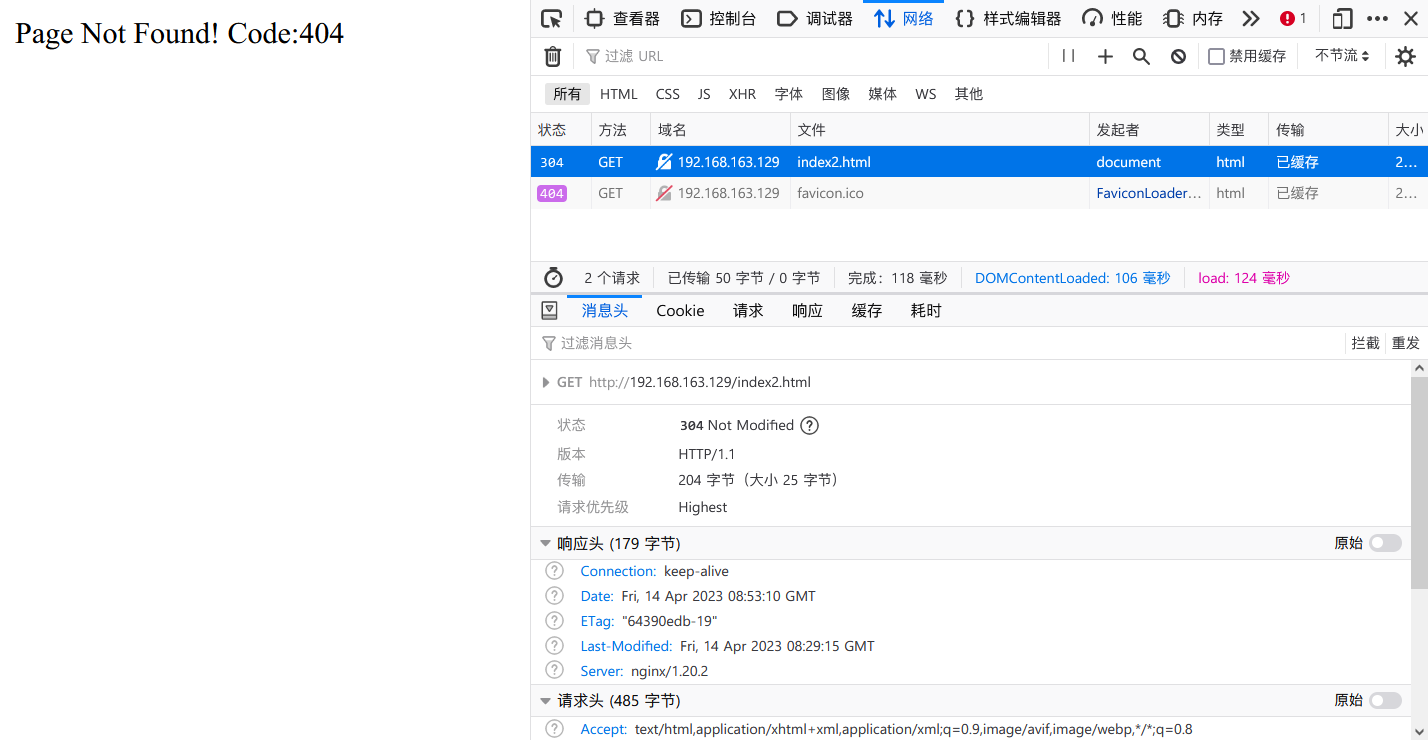 Page Not Found! Code:404
查看器 控制台 调试器 网络 {} 样式编辑器 性能 内存 1
过滤 URL 禁用缓存 不节流
所有 HTML CSS JS XHR 字体 图像 媒体 WS 其他
状态 方法 域名 文件 发起者 类型 传输 大小
304 GET 192.168.163.129 index2.html document html 已缓存 2...
404 GET 192.168.163.129 favicon.ico FaviconLoader... html 已缓存 2...
2 个请求 已传输 50 字节 / 0 字节 完成：118 毫秒 DOMContentLoaded: 106 毫秒 load: 124 毫秒
消息头 Cookie 请求 响应 缓存 耗时
过滤消息头 拦截 重发
GET http://192.168.163.129/index2.html
状态 304 Not Modified ?
版本 HTTP/1.1
传输 204 字节（大小 25 字节）
请求优先级 Highest
响应头 (179 字节) 原始
? Connection: keep-alive
? Date: Fri, 14 Apr 2023 08:53:10 GMT
? ETag: "64390edb-19"
? Last-Modified: Fri, 14 Apr 2023 08:29:15 GMT
? Server: nginx/1.20.2
请求头 (485 字节) 原始
? Accept: text/html,application/xhtml+xml,application/xml;q=0.9,image/avif,image/webp,*/*;q=0.8